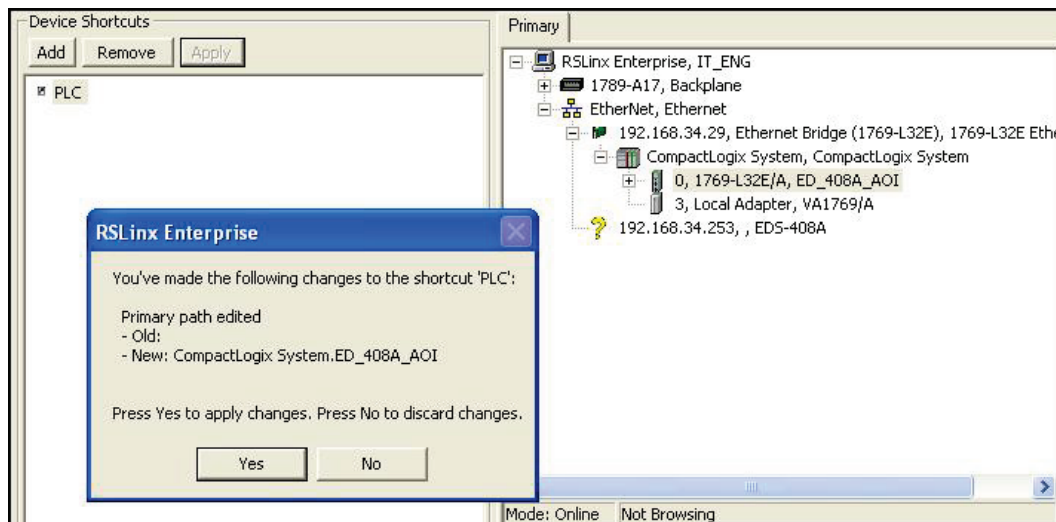 Device Shortcuts
Add Remove Apply
PLC
Primary
RSLinx Enterprise, IT_ENG
1789-A17, Backplane
EtherNet, Ethernet
192.168.34.29, Ethernet Bridge (1769-L32E), 1769-L32E Ethe
CompactLogix System, CompactLogix System
0, 1769-L32E/A, ED_408A_AOI
3, Local Adapter, VA1769/A
192.168.34.253, , EDS-408A
RSLinx Enterprise
You've made the following changes to the shortcut 'PLC':
Primary path edited
- Old:
- New: CompactLogix System.ED_408A_AOI
Press Yes to apply changes. Press No to discard changes.
Yes No
Mode: Online Not Browsing